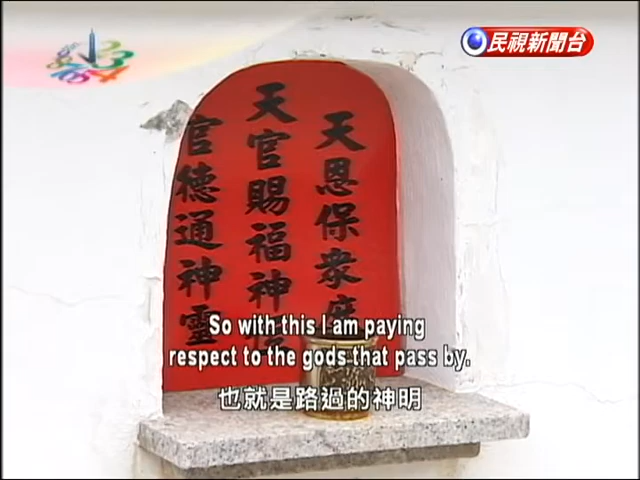 民視新聞台
天恩保衆
天官賜福神
官德通神靈
So with this I am paying
respect to the gods that pass by.
也就是路過的神明